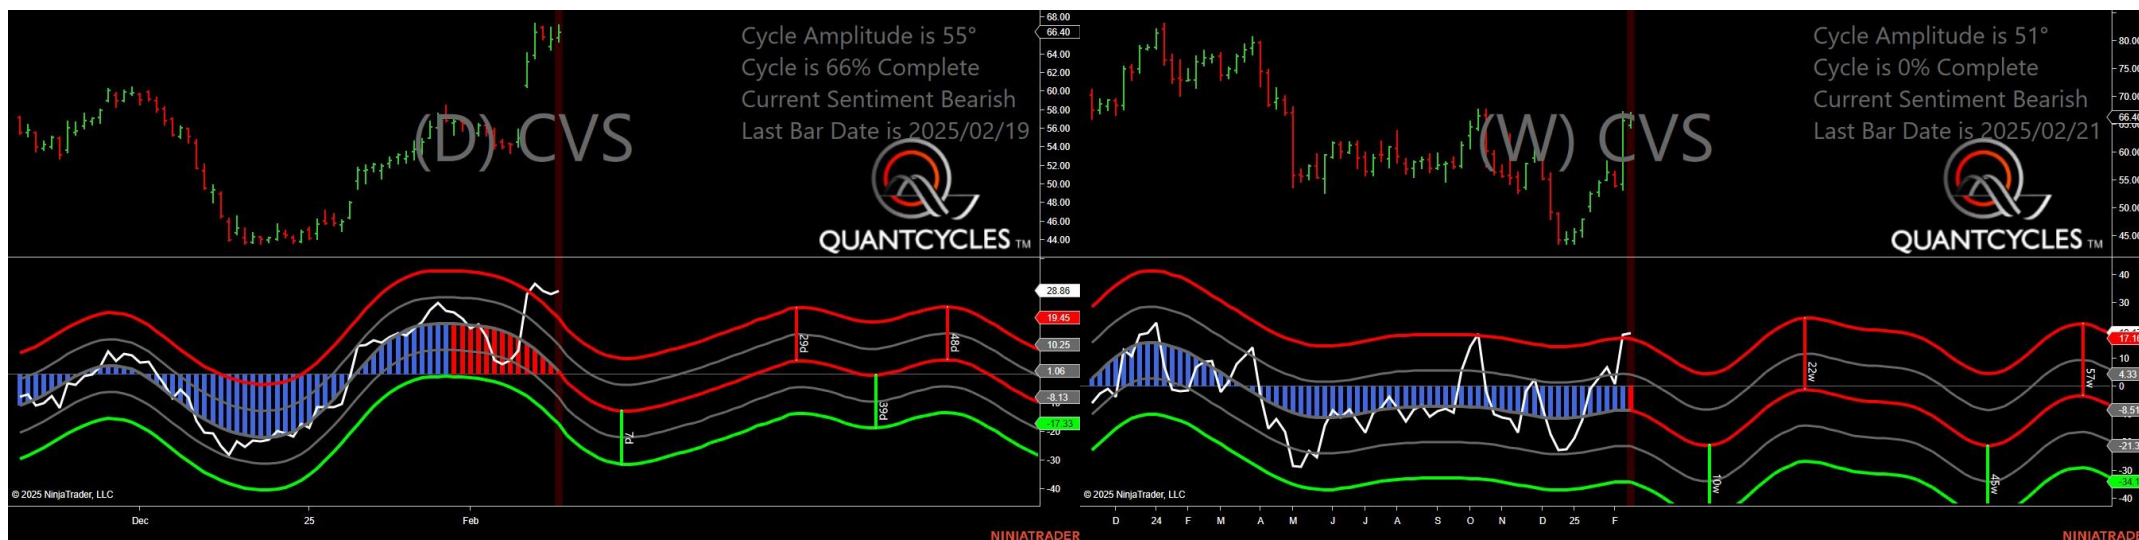 Cycle Amplitude is 55°
Cycle is 66% Complete
Current Sentiment Bearish
Last Bar Date is 2025/02/19
(D) CVS
QUANTCYCLES TM
68.00
66.40
64.00
62.00
60.00
58.00
56.00
54.00
52.00
50.00
48.00
46.00
44.00
28.86
19.45
10.25
1.06
-8.13
-17.33
-30
-40
7d
29d
39d
48d
© 2025 NinjaTrader, LLC
Dec 25 Feb
NINJATRADER
Cycle Amplitude is 51°
Cycle is 0% Complete
Current Sentiment Bearish
Last Bar Date is 2025/02/21
(W) CVS
QUANTCYCLES TM
80.00
75.00
70.00
66.40
60.00
55.00
50.00
45.00
40
30
17.16
10
4.33
0
-8.51
-21.3
-30
-34.1
-40
10w
22w
45w
57w
© 2025 NinjaTrader, LLC
D 24 F M A M J J A S O N D 25 F
NINJATRADER